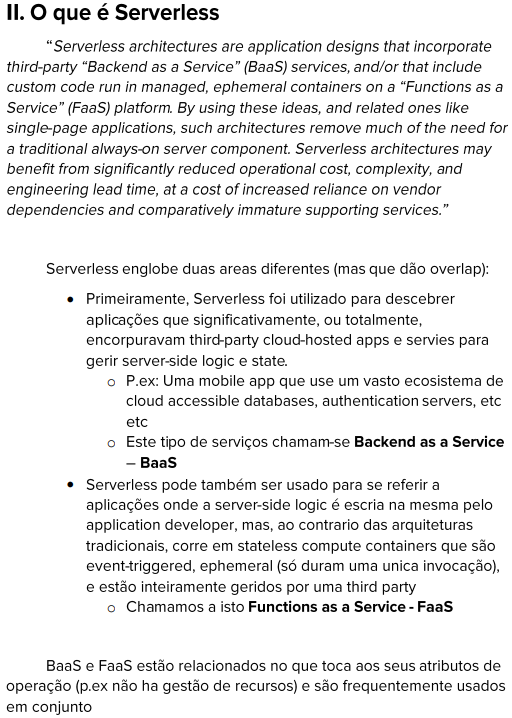 II. O que é Serverless
“Serverless architectures are application designs that incorporate
third-party “Backend as a Service” (BaaS) services, and/or that include
custom code run in managed, ephemeral containers on a “Functions as a
Service” (FaaS) platform. By using these ideas, and related ones like
single-page applications, such architectures remove much of the need for
a traditional always-on server component. Serverless architectures may
benefit from significantly reduced operational cost, complexity, and
engineering lead time, at a cost of increased reliance on vendor
dependencies and comparatively immature supporting services.”
Serverless englobe duas areas diferentes (mas que dão overlap):
• Primeiramente, Serverless foi utilizado para descebrer
aplicações que significativamente, ou totalmente,
encorpuravam third-party cloud-hosted apps e servies para
gerir server-side logic e state.
o P.ex: Uma mobile app que use um vasto ecosistema de
cloud accessible databases, authentication servers, etc
etc
o Este tipo de serviços chamam-se Backend as a Service
– BaaS
• Serverless pode também ser usado para se referir a
aplicações onde a server-side logic é escria na mesma pelo
application developer, mas, ao contrario das arquiteturas
tradicionais, corre em stateless compute containers que são
event-triggered, ephemeral (só duram uma unica invocação),
e estão inteiramente geridos por uma third party
o Chamamos a isto Functions as a Service - FaaS
BaaS e FaaS estão relacionados no que toca aos seus atributos de
operação (p.ex não ha gestão de recursos) e são frequentemente usados
em conjunto